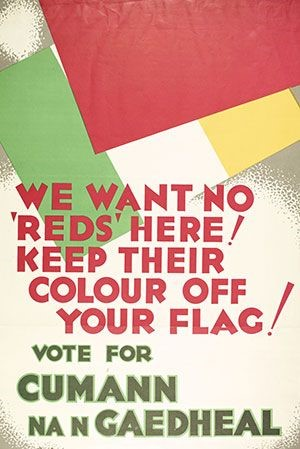 WE WANT NO
'REDS' HERE!
KEEP THEIR
COLOUR OFF
YOUR FLAG!
VOTE FOR
CUMANN
NA N GAEDHEAL